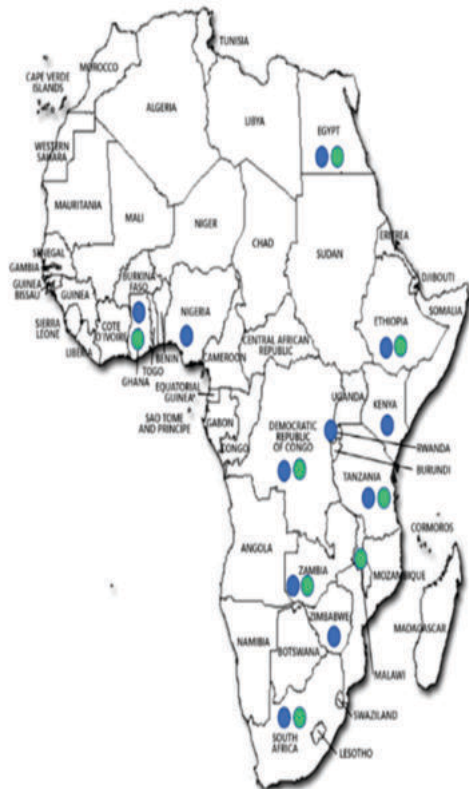 TUNISIA
MOROCCO
CAPE VERDE
ISLANDS
ALGERIA
LIBYA
EGYPT
WESTERN
SAHARA
MAURITANIA
MALI
NIGER
CHAD
SUDAN
ERITREA
SENEGAL
GAMBIA
GUINEA
BISSAU
GUINEA
BURKINA
FASO
NIGERIA
DJIBOUTI
SOMALIA
ETHIOPIA
SIERRA
LEONE
COTE
D'IVOIRE
LIBERIA
BENIN
TOGO
GHANA
CAMEROON
CENTRAL AFRICAN
REPUBLIC
EQUATORIAL
GUINEA
SAO TOME
AND PRINCIPE
GABON
CONGO
DEMOCRATIC
REPUBLIC
OF CONGO
UGANDA
KENYA
RWANDA
BURUNDI
TANZANIA
CORMOROS
ANGOLA
ZAMBIA
MOZAMBIQUE
MADAGASCAR
ZIMBABWE
NAMIBIA
BOTSWANA
MALAWI
SWAZILAND
SOUTH
AFRICA
LESOTHO